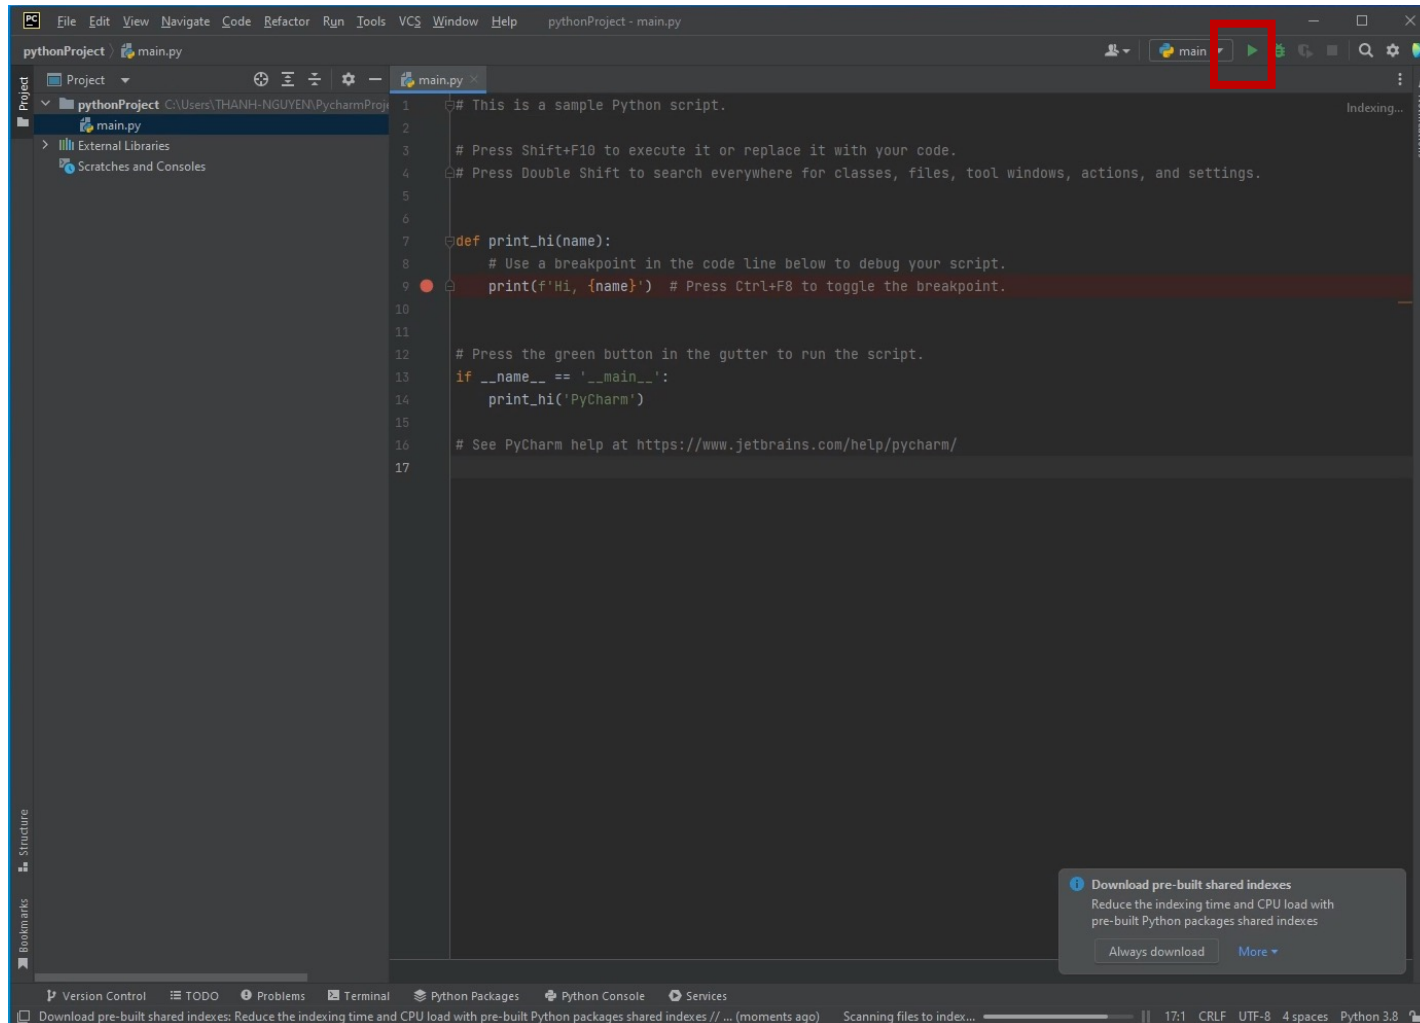 PC File Edit View Navigate Code Refactor Run Tools VCS Window Help pythonProject - main.py
pythonProject main.py main
Project
Project
main.py
pythonProject C:\Users\THANH-NGUYEN\PycharmProje
main.py
External Libraries
Scratches and Consoles
Indexing...
1 # This is a sample Python script.
2
3 # Press Shift+F10 to execute it or replace it with your code.
4 # Press Double Shift to search everywhere for classes, files, tool windows, actions, and settings.
5
6
7 def print_hi(name):
8 # Use a breakpoint in the code line below to debug your script.
9 print(f'Hi, {name}') # Press Ctrl+F8 to toggle the breakpoint.
10
11
12 # Press the green button in the gutter to run the script.
13 if __name__ == '__main__':
14 print_hi('PyCharm')
15
16 # See PyCharm help at https://www.jetbrains.com/help/pycharm/
17
Structure
Bookmarks
Download pre-built shared indexes
Reduce the indexing time and CPU load with
pre-built Python packages shared indexes
Always download More
Version Control TODO Problems Terminal Python Packages Python Console Services
Download pre-built shared indexes: Reduce the indexing time and CPU load with pre-built Python packages shared indexes // ... (moments ago) Scanning files to index... 17:1 CRLF UTF-8 4 spaces Python 3.8